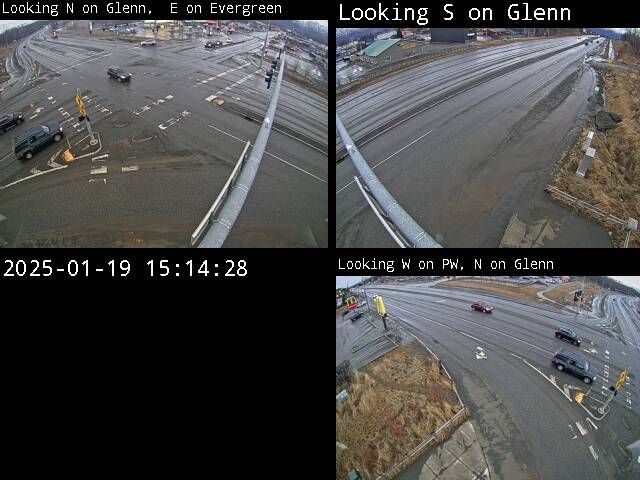 Looking N on Glenn, E on Evergreen
Looking S on Glenn
2025-01-19 15:14:28
Looking W on PW, N on Glenn